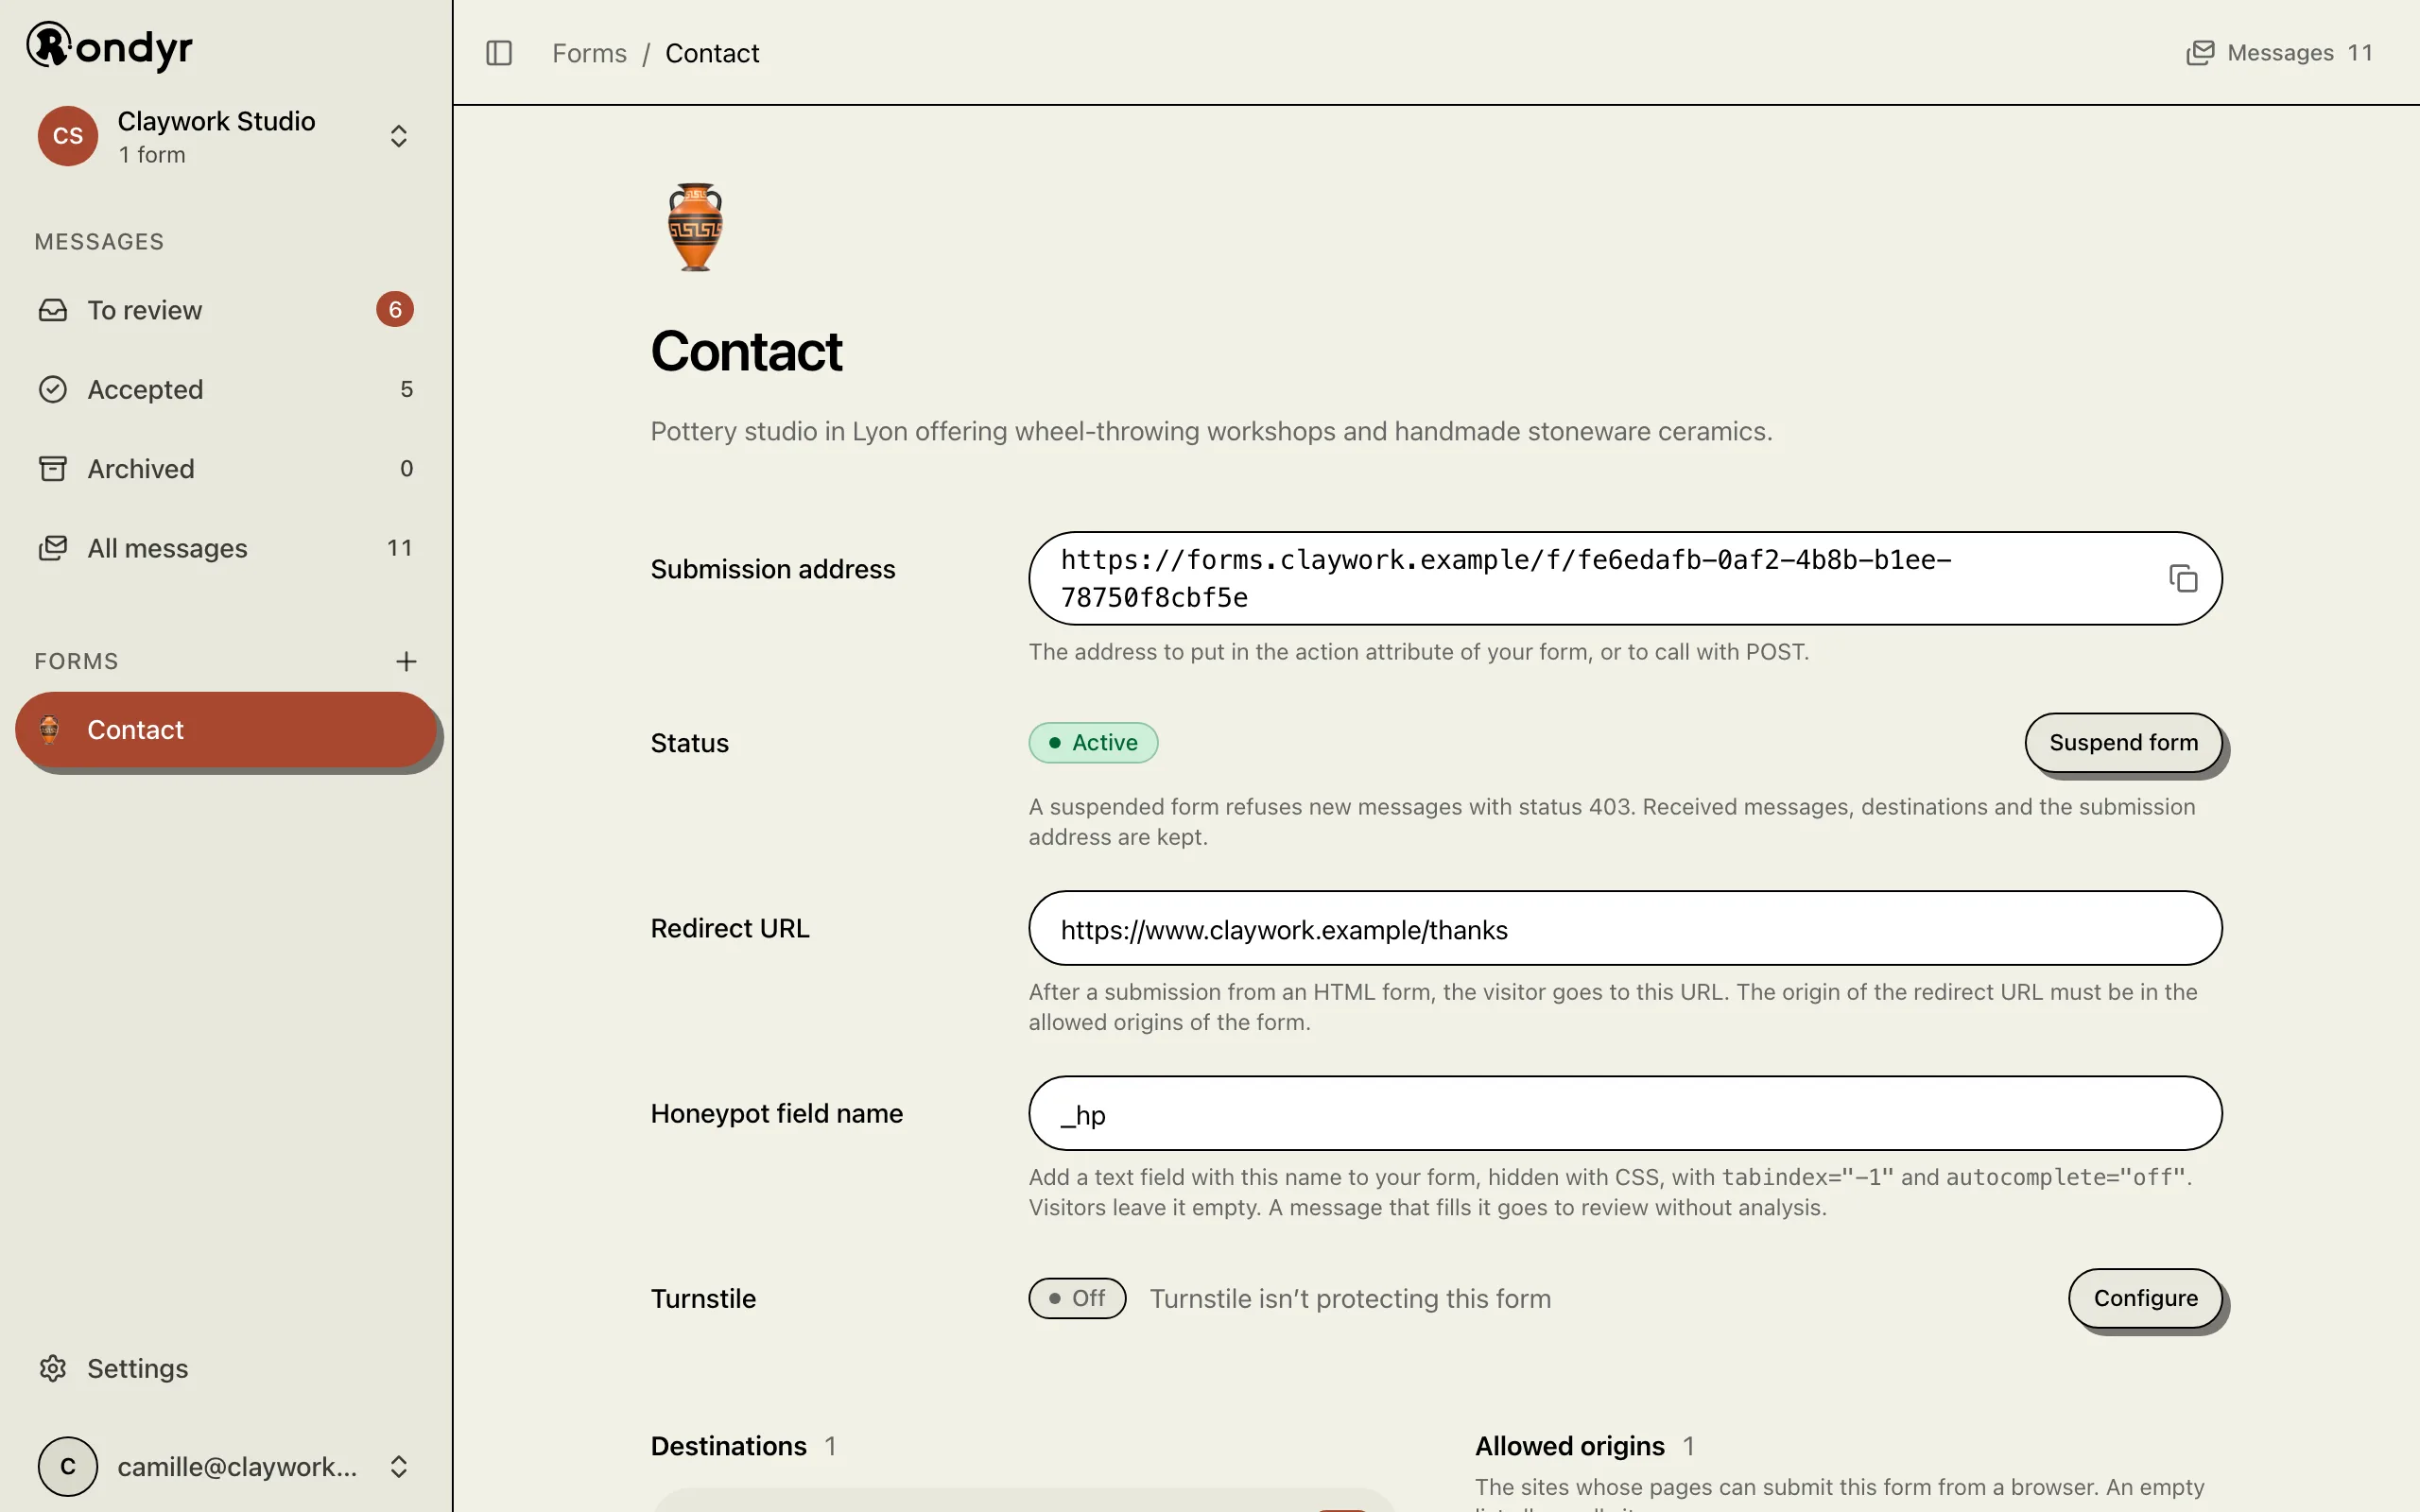 Rondyr
CS
Claywork Studio
1 form
MESSAGES
To review 6
Accepted 5
Archived 0
All messages 11
FORMS
Contact
Settings
C
camille@claywork...
Forms / Contact
Messages 11
Contact
Pottery studio in Lyon offering wheel-throwing workshops and handmade stoneware ceramics.
Submission address
https://forms.claywork.example/f/fe6edafb-0af2-4b8b-b1ee-
78750f8cbf5e
The address to put in the action attribute of your form, or to call with POST.
Status
Active
Suspend form
A suspended form refuses new messages with status 403. Received messages, destinations and the submission
address are kept.
Redirect URL
https://www.claywork.example/thanks
After a submission from an HTML form, the visitor goes to this URL. The origin of the redirect URL must be in the
allowed origins of the form.
Honeypot field name
_hp
Add a text field with this name to your form, hidden with CSS, with tabindex="-1" and autocomplete="off".
Visitors leave it empty. A message that fills it goes to review without analysis.
Turnstile
Off
Turnstile isn’t protecting this form
Configure
Destinations 1
Allowed origins 1
The sites whose pages can submit this form from a browser. An empty